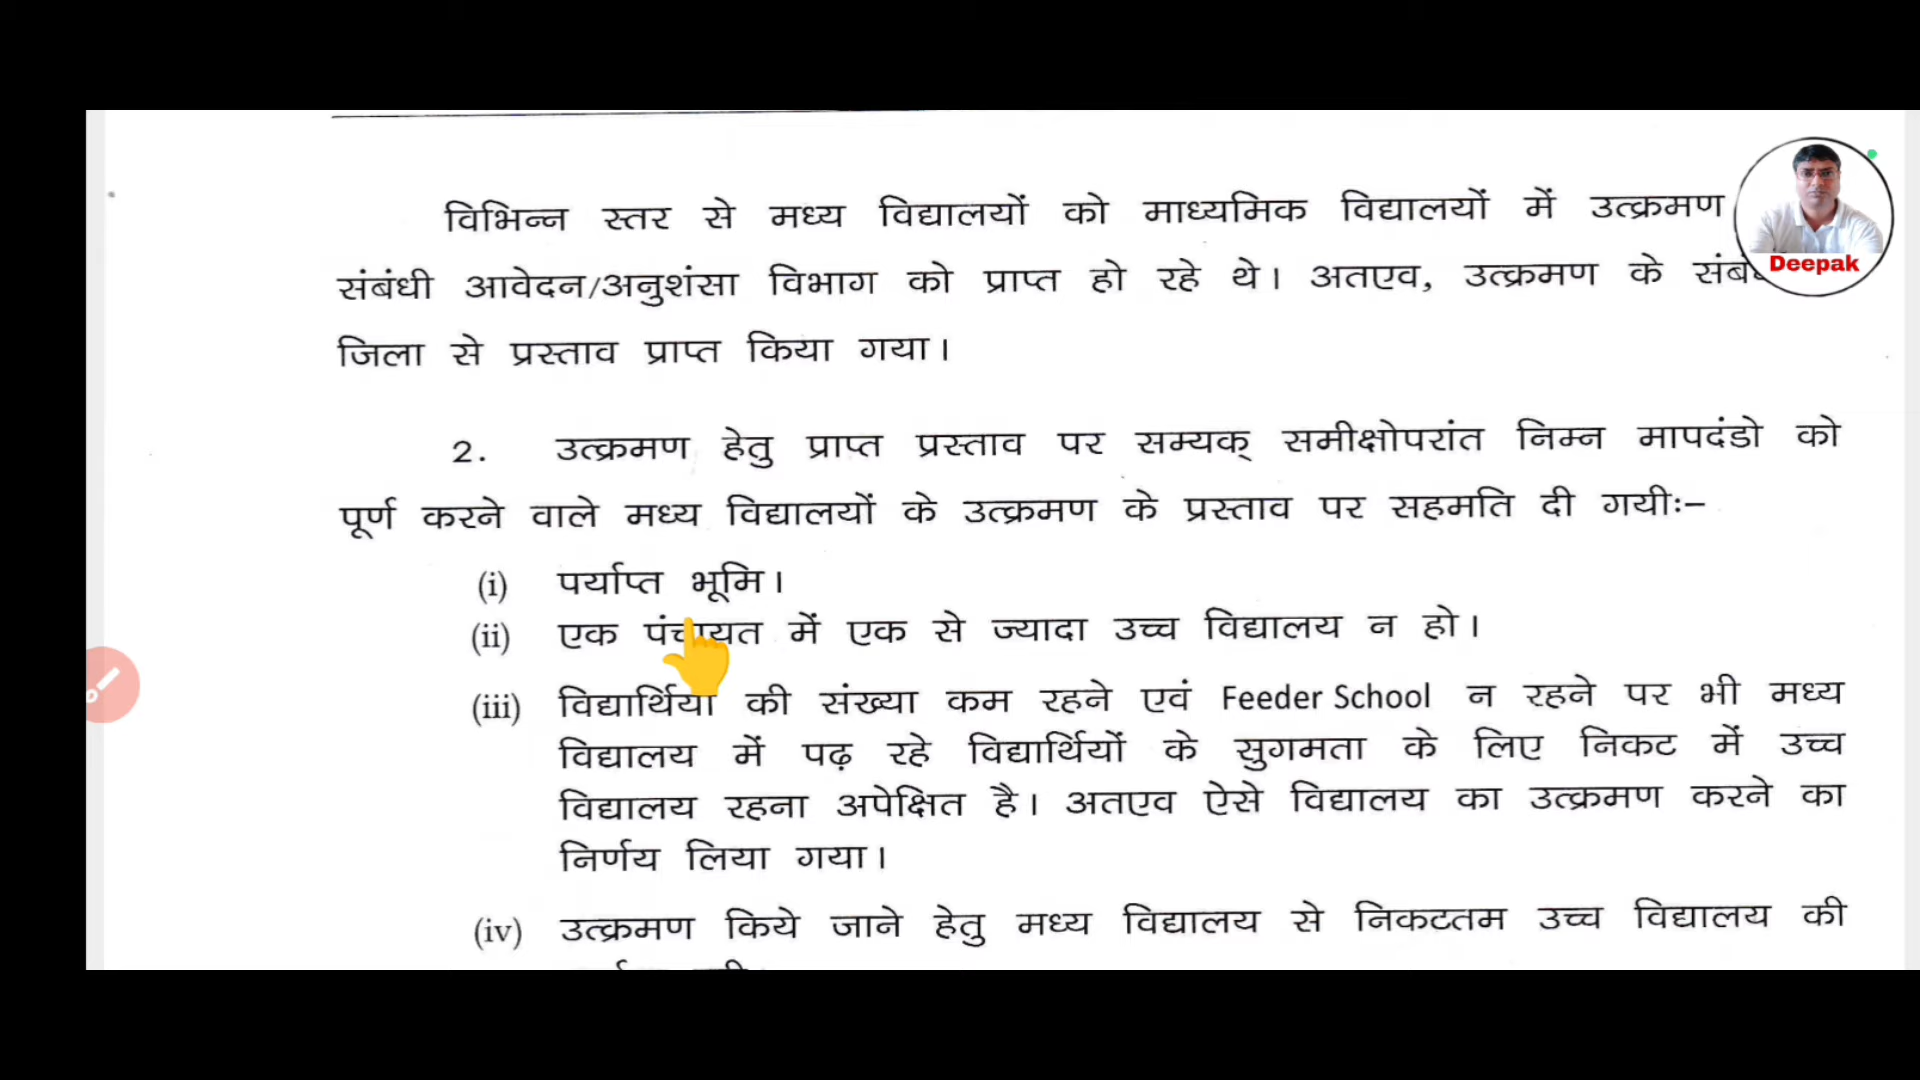 विभिन्न स्तर से मध्य विद्यालयों को माध्यमिक विद्यालयों में उत्क्रमण
Deepak
संबंधी आवेदन/अनुशंसा विभाग को प्राप्त हो रहे थे। अतएव, उत्क्रमण के
जिला से प्रस्ताव प्राप्त किया गया।
2. उत्क्रमण हेतु प्राप्त प्रस्ताव पर सम्यक् समीक्षोपरांत निम्न मापदंडो को
पूर्ण करने वाले मध्य विद्यालयों के उत्क्रमण के प्रस्ताव पर सहमति दी गयीः–
(i) पर्याप्त भूमि।
(ii) एक पंचायत में एक से ज्यादा उच्च विद्यालय न हो।
(iii) की संख्या कम रहने एवं Feeder School न रहने पर भी मध्य
विद्यालय में पढ़ रहे विद्यार्थियों के सुगमता के लिए निकट में उच्च
विद्यालय रहना अपेक्षित है। अतएव ऐसे विद्यालय का उत्क्रमण करने का
निर्णय लिया गया।
(iv) उत्क्रमण किये जाने हेतु मध्य विद्यालय से निकटतम उच्च विद्यालय की